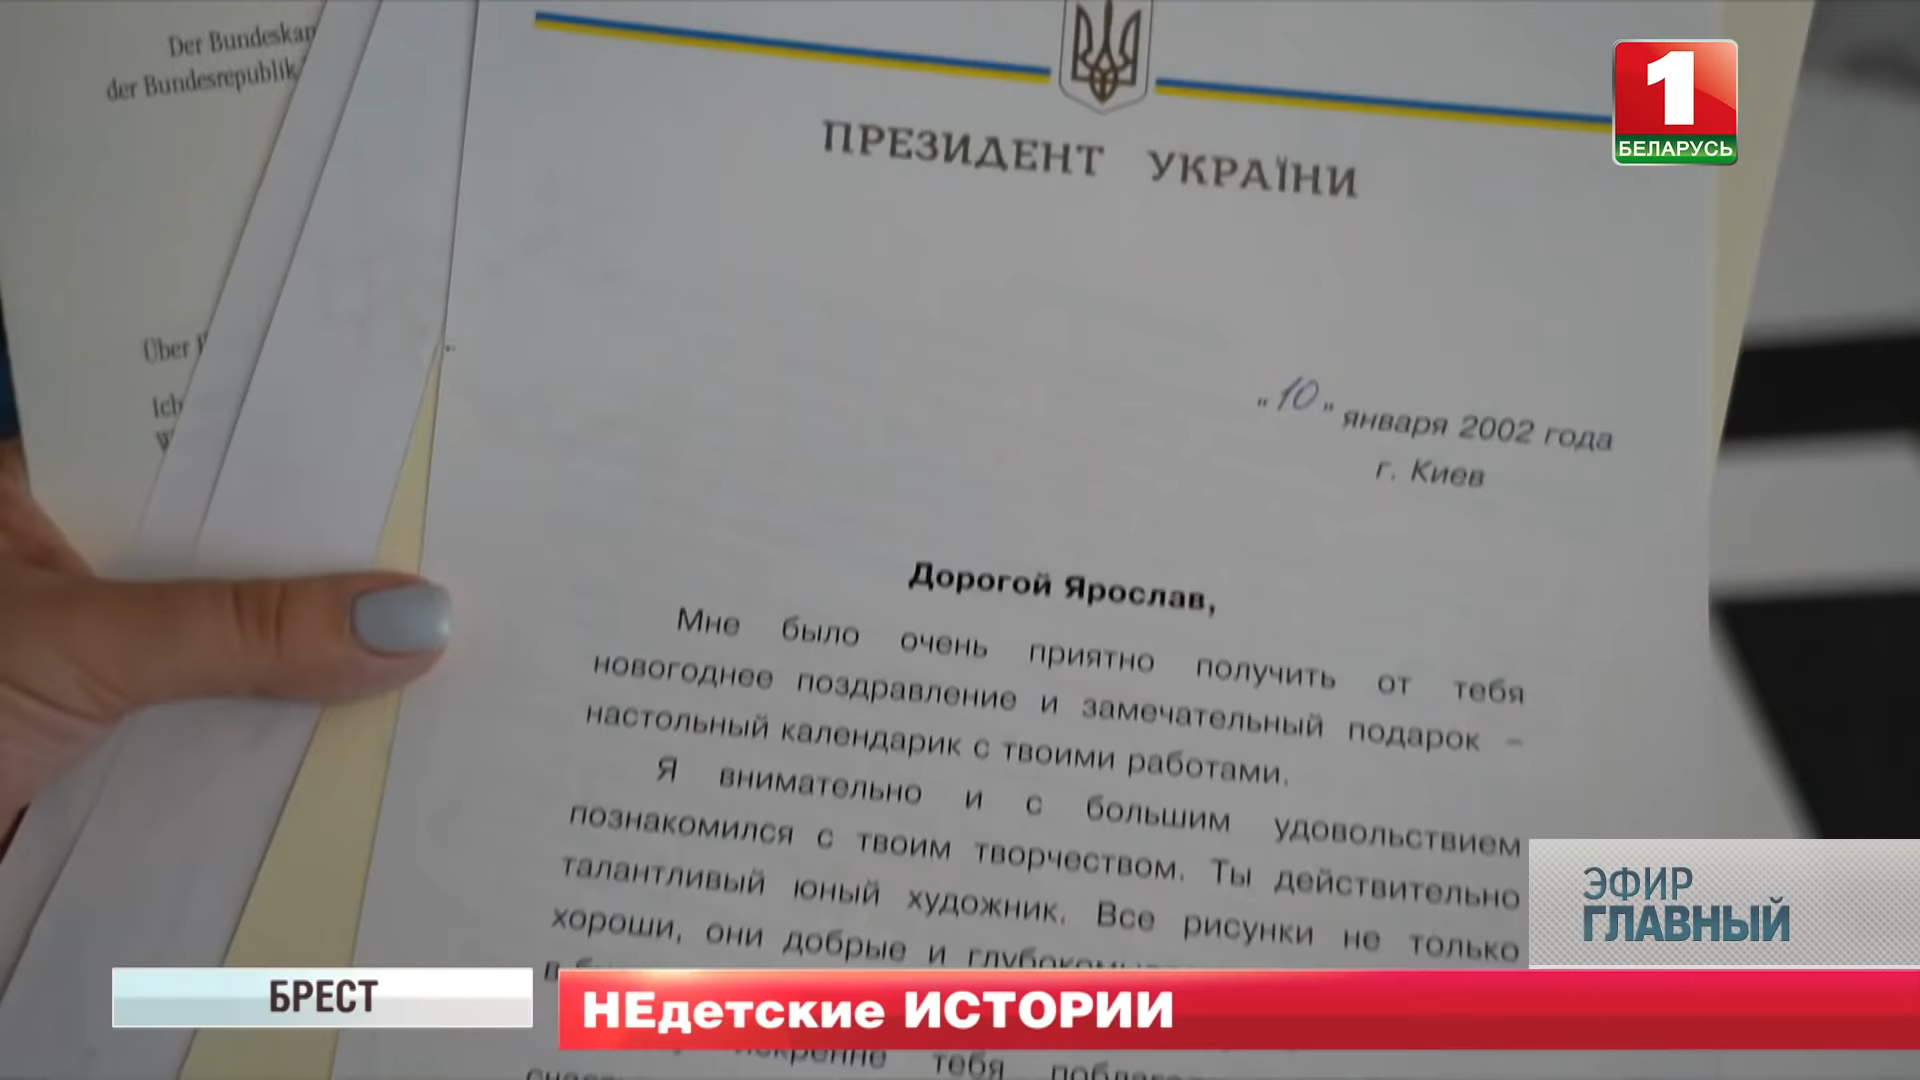 Der Bundeskan
der Bundesrepublik
Über
Ich
ПРЕЗИДЕНТ УКРАЇНИ
„ 10 " января 2002 года
г. Киев
Дорогой Ярослав,
Мне было очень приятно получить от тебя
новогоднее поздравление и замечательный подарок –
настольный календарик с твоими работами.
Я внимательно и с большим удовольствием
познакомился с твоим творчеством. Ты действительно
талантливый юный художник. Все рисунки не только
хороши, они добрые и
искренне тебя
1
БЕЛАРУСЬ
ЭФИР
ГЛАВНЫЙ
БРЕСТ
НЕдетские ИСТОРИИ